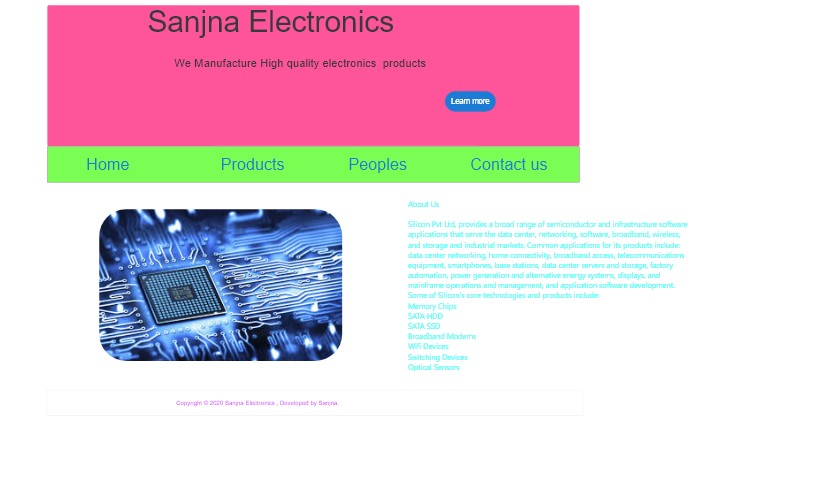 Sanjna Electronics
We Manufacture High quality electronics products
Learn more
Home Products Peoples Contact us
About Us
Silicon Pvt Ltd, provides a broad range of semiconductor and infrastructure software
applications that serve the data center, networking, software, broadband, wireless,
and storage and industrial markets. Common applications for its products include:
data center networking, home connectivity, broadband access, telecommunications
equipment, smartphones, base stations, data center servers and storage, factory
automation, power generation and alternative energy systems, displays, and
mainframe operations and management, and application software development.
Some of Silicon's core technologies and products include:
Memory Chips
SATA HDD
SATA SSD
Broadband Modems
Wifi Devices
Switching Devices
Optical Sensors
Copyright © 2020 Sanjna Electronics , Developed by Sanjna.